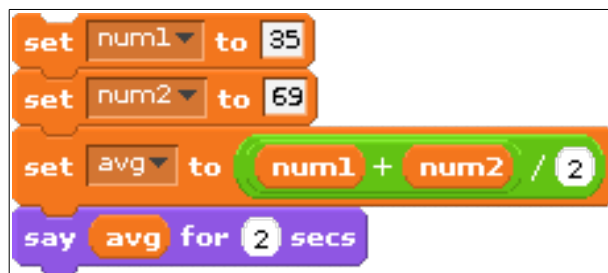 set num1 to 35
set num2 to 69
set avg to num1 + num2 / 2
say avg for 2 secs